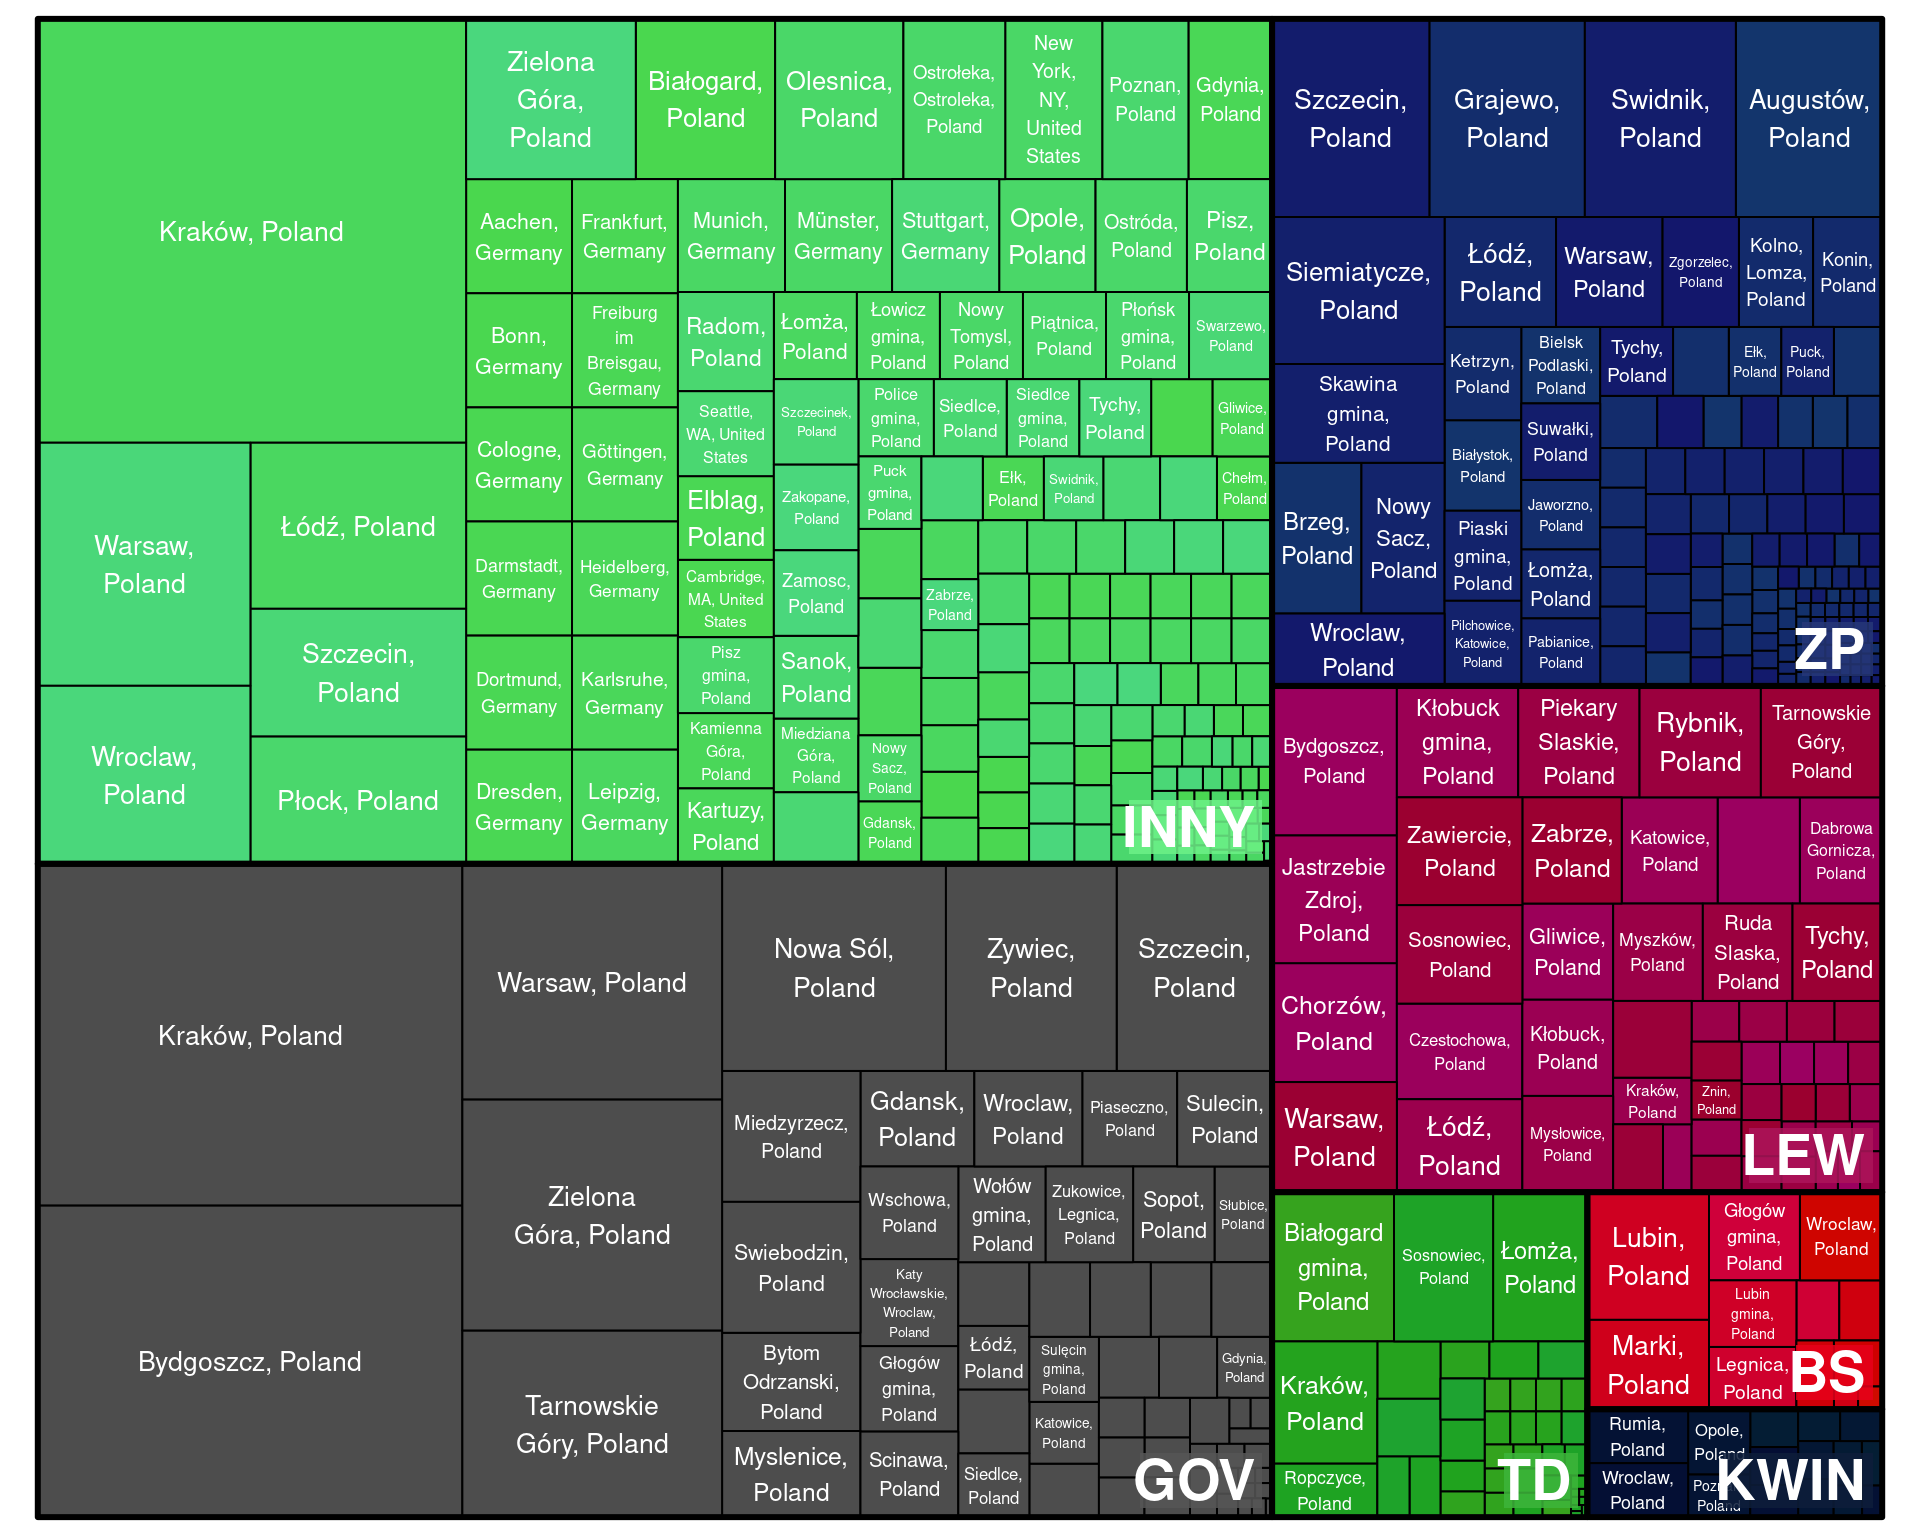 Kraków, Poland
Zielona
Góra,
Poland
Białogard,
Poland
Olesnica,
Poland
Ostrołeka,
Ostroleka,
Poland
New
York,
NY,
United
States
Poznan,
Poland
Gdynia,
Poland
Aachen,
Germany
Frankfurt,
Germany
Munich,
Germany
Münster,
Germany
Stuttgart,
Germany
Opole,
Poland
Ostróda,
Poland
Pisz,
Poland
Bonn,
Germany
Freiburg
im
Breisgau,
Germany
Radom,
Poland
Łomża,
Poland
Łowicz
gmina,
Poland
Nowy
Tomysl,
Poland
Piątnica,
Poland
Płońsk
gmina,
Poland
Swarzewo,
Poland
Seattle,
WA, United
States
Szczecinek,
Poland
Police
gmina,
Poland
Siedlce,
Poland
Siedlce
gmina,
Poland
Tychy,
Poland
Gliwice,
Poland
Cologne,
Germany
Göttingen,
Germany
Elblag,
Poland
Zakopane,
Poland
Puck
gmina,
Poland
Ełk,
Poland
Swidnik,
Poland
Chełm,
Poland
Warsaw,
Poland
Łódź, Poland
Darmstadt,
Germany
Heidelberg,
Germany
Cambridge,
MA, United
States
Zamosc,
Poland
Zabrze,
Poland
Szczecin,
Poland
Dortmund,
Germany
Karlsruhe,
Germany
Pisz
gmina,
Poland
Sanok,
Poland
Kamienna
Góra,
Poland
Miedziana
Góra,
Poland
Nowy
Sacz,
Poland
Wroclaw,
Poland
Płock, Poland
Dresden,
Germany
Leipzig,
Germany
Kartuzy,
Poland
Gdansk,
Poland
INNY
Szczecin,
Poland
Grajewo,
Poland
Swidnik,
Poland
Augustów,
Poland
Siemiatycze,
Poland
Łódź,
Poland
Warsaw,
Poland
Zgorzelec,
Poland
Kolno,
Lomza,
Poland
Konin,
Poland
Skawina
gmina,
Poland
Ketrzyn,
Poland
Bielsk
Podlaski,
Poland
Tychy,
Poland
Ełk,
Poland
Puck,
Poland
Białystok,
Poland
Suwałki,
Poland
Brzeg,
Poland
Nowy
Sacz,
Poland
Piaski
gmina,
Poland
Jaworzno,
Poland
Łomża,
Poland
Wroclaw,
Poland
Pilchowice,
Katowice,
Poland
Pabianice,
Poland
ZP
Bydgoszcz,
Poland
Kłobuck
gmina,
Poland
Piekary
Slaskie,
Poland
Rybnik,
Poland
Tarnowskie
Góry,
Poland
Jastrzebie
Zdroj,
Poland
Zawiercie,
Poland
Zabrze,
Poland
Katowice,
Poland
Dabrowa
Gornicza,
Poland
Chorzów,
Poland
Sosnowiec,
Poland
Gliwice,
Poland
Myszków,
Poland
Ruda
Slaska,
Poland
Tychy,
Poland
Czestochowa,
Poland
Kłobuck,
Poland
Kraków,
Poland
Znin,
Poland
Warsaw,
Poland
Łódź,
Poland
Mysłowice,
Poland
LEW
Kraków, Poland
Warsaw, Poland
Nowa Sól,
Poland
Zywiec,
Poland
Szczecin,
Poland
Miedzyrzecz,
Poland
Gdansk,
Poland
Wroclaw,
Poland
Piaseczno,
Poland
Sulecin,
Poland
Zielona
Góra, Poland
Swiebodzin,
Poland
Wschowa,
Poland
Wołów
gmina,
Poland
Zukowice,
Legnica,
Poland
Sopot,
Poland
Słubice,
Poland
Katy
Wrocławskie,
Wroclaw,
Poland
Bydgoszcz, Poland
Tarnowskie
Góry, Poland
Bytom
Odrzanski,
Poland
Głogów
gmina,
Poland
Łódź,
Poland
Sulęcin
gmina,
Poland
Gdynia,
Poland
Katowice,
Poland
Myslenice,
Poland
Scinawa,
Poland
Siedlce,
Poland
GOV
Białogard
gmina,
Poland
Sosnowiec,
Poland
Łomża,
Poland
Kraków,
Poland
Ropczyce,
Poland
TD
Lubin,
Poland
Głogów
gmina,
Poland
Wroclaw,
Poland
Lubin
gmina,
Poland
Marki,
Poland
Legnica,
Poland
BS
Rumia,
Poland
Opole,
Poland
Wroclaw,
Poland
Poland
KWIN